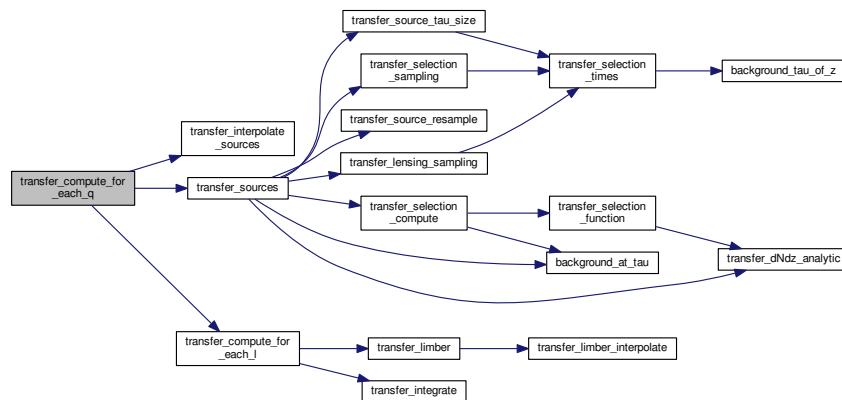 transfer_source_tau_size
transfer_selection
_sampling
transfer_selection
_times
background_tau_of_z
transfer_source_resample
transfer_interpolate
_sources
transfer_lensing_sampling
transfer_compute_for
_each_q
transfer_sources
transfer_selection
_compute
transfer_selection
_function
background_at_tau
transfer_dNdz_analytic
transfer_compute_for
_each_l
transfer_limber
transfer_limber_interpolate
transfer_integrate